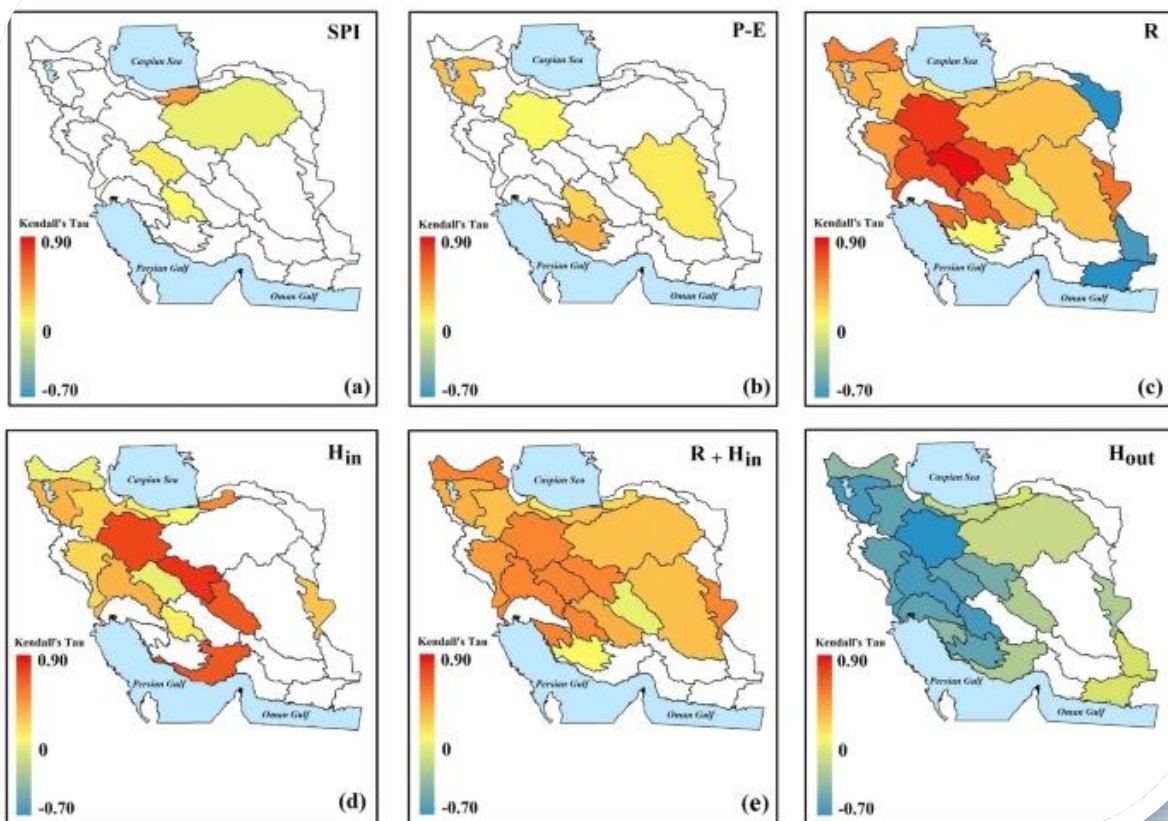 SPI
Caspian Sea
Kendall's Tau
0.90
Persian Gulf
0
Oman Gulf
-0.70
(a)
P-E
Caspian Sea
Kendall's Tau
0.90
Persian Gulf
0
Oman Gulf
-0.70
(b)
R
Caspian Sea
Kendall's Tau
0.90
Persian Gulf
0
Oman Gulf
-0.70
(c)
Hin
Caspian Sea
Kendall's Tau
0.90
Persian Gulf
Oman Gulf
0
-0.70
(d)
R + Hin
Caspian Sea
Kendall's Tau
0.90
Persian Gulf
Oman Gulf
0
-0.70
(e)
Hout
Caspian Sea
Kendall's Tau
0.90
Persian Gulf
Oman Gulf
0
-0.70